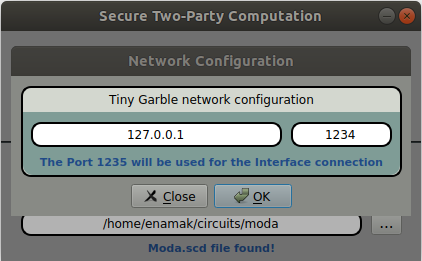 Secure Two-Party Computation
Network Configuration
Tiny Garble network configuration
127.0.0.1 1234
The Port 1235 will be used for the Interface connection
Close OK
/home/enamak/circuits/moda ...
Moda.scd file found!